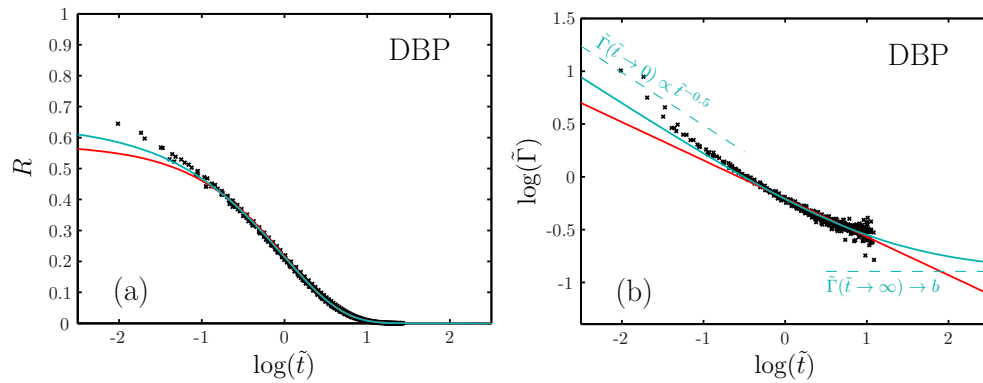 1
0.9
0.8
0.7
0.6
0.5
0.4
0.3
0.2
0.1
0
R
DBP
(a)
-2
-1
0
1
2
log(t̃)
1.5
1
0.5
0
-0.5
-1
log(Γ̃)
DBP
Γ̃(t̃ → 0) ∝ t̃^{-0.5}
Γ̃(t̃ → ∞) → b
(b)
-2
-1
0
1
2
log(t̃)